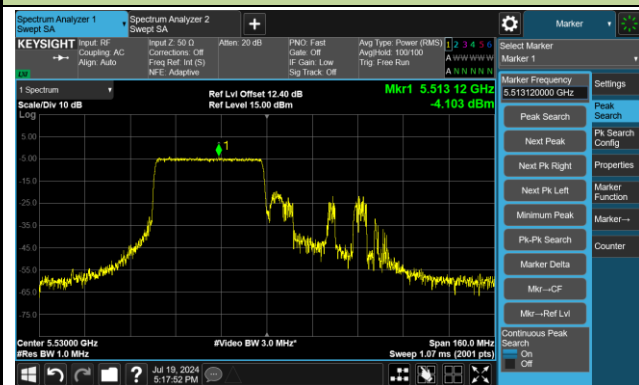 Spectrum Analyzer 1
Swept SA
Spectrum Analyzer 2
Swept SA
+
Marker
KEYSIGHT
Input: RF
Coupling: AC
Align: Auto
Input Z: 50 Ω
Corrections: Off
Freq Ref: Int (S)
NFE: Adaptive
Atten: 20 dB
PNO: Fast
Gate: Off
IF Gain: Low
Sig Track: Off
Avg Type: Power (RMS)
Avg|Hold: 100/100
Trig: Free Run
1 2 3 4 5 6
A W W W W W
A N N N N N
Select Marker
Marker 1
1 Spectrum
Scale/Div 10 dB
Log
Ref Lvl Offset 12.40 dB
Ref Level 15.00 dBm
Mkr1 5.513 12 GHz
-4.103 dBm
5.00
-5.00
-15.0
-25.0
-35.0
-45.0
-55.0
-65.0
-75.0
1
Center 5.53000 GHz
#Res BW 1.0 MHz
#Video BW 3.0 MHz*
Span 160.0 MHz
Sweep 1.07 ms (2001 pts)
Marker Frequency
5.513120000 GHz
Peak Search
Next Peak
Next Pk Right
Next Pk Left
Minimum Peak
Pk-Pk Search
Marker Delta
Mkr→CF
Mkr→Ref Lvl
Continuous Peak
Search
On
Off
Settings
Peak
Search
Pk Search
Config
Properties
Marker
Function
Marker→
Counter
?
Jul 19, 2024
5:17:52 PM